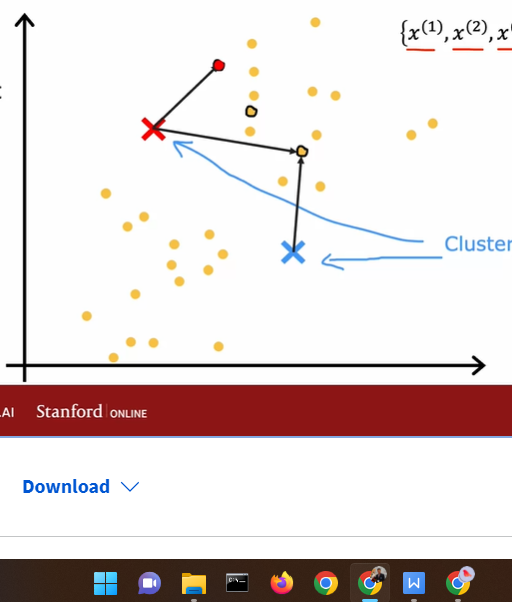 {x⁽¹⁾, x⁽²⁾,
Cluster
.AI Stanford ONLINE
Download